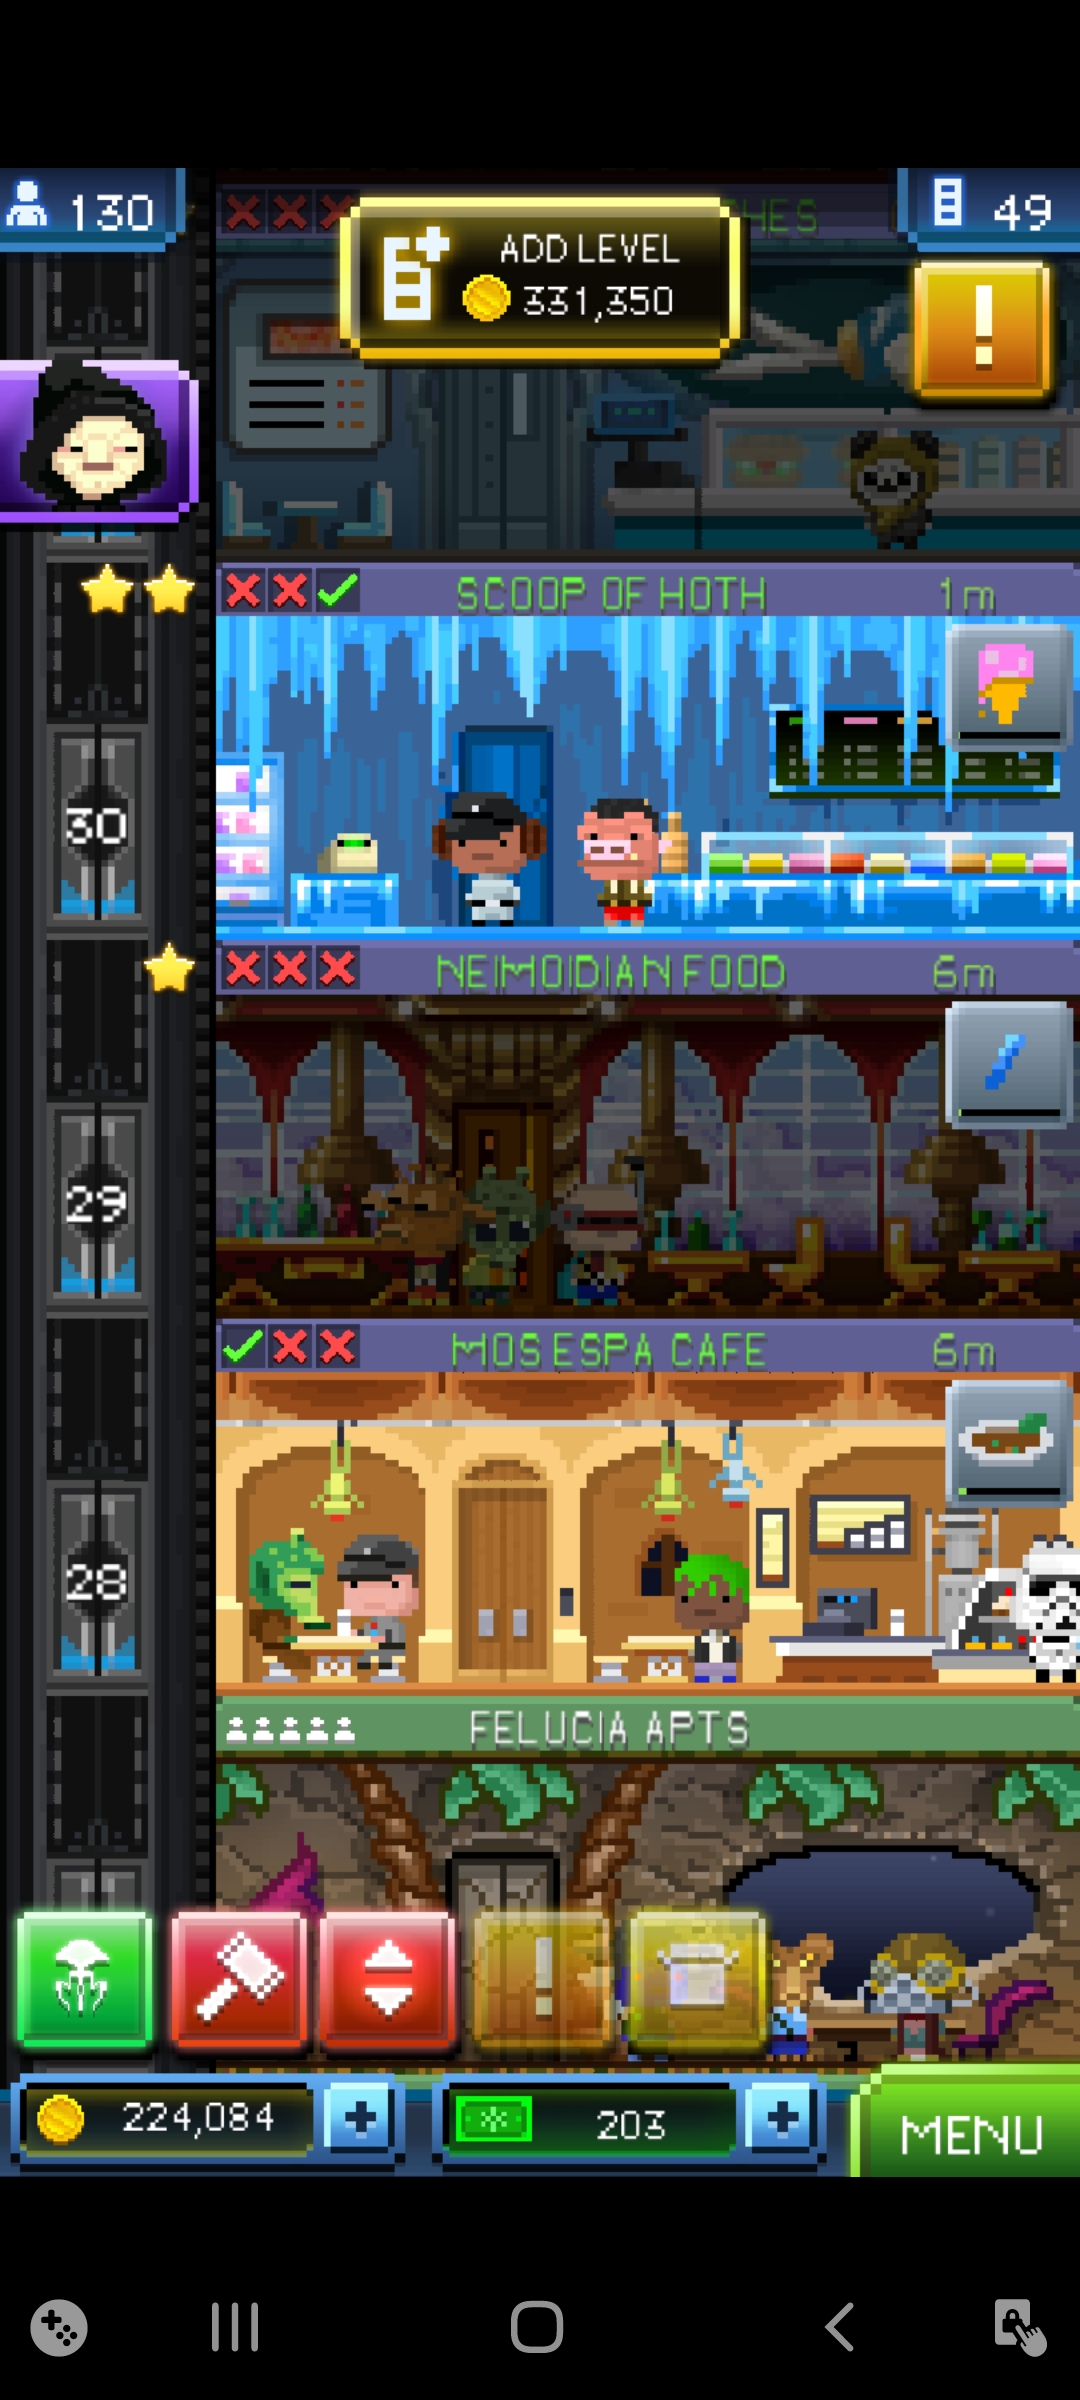 130
HES
49
ADD LEVEL
331,350
SCOOP OF HOTH 1m
30
NEIMOIDIAN FOOD 6m
29
MOS ESPA CAFE 6m
28
FELUCIA APTS
224,084
203
MENU